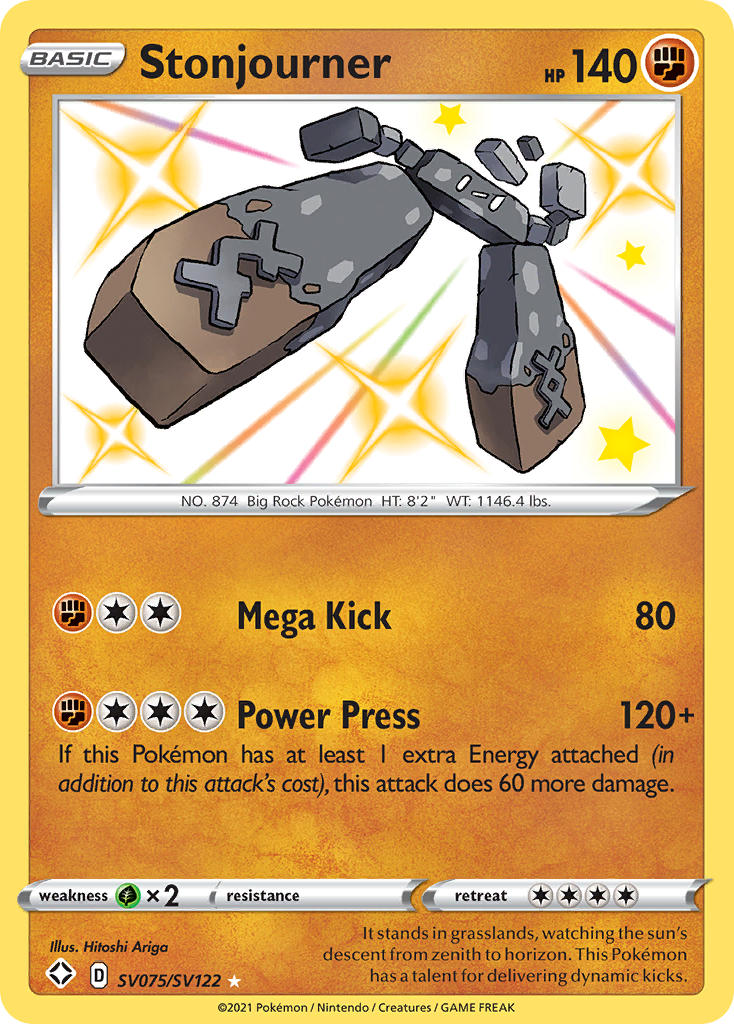 BASIC
Stonjourner
HP 140
NO. 874 Big Rock Pokémon HT: 8'2" WT: 1146.4 lbs.
Mega Kick 80
Power Press 120+
If this Pokémon has at least 1 extra Energy attached (in
addition to this attack's cost), this attack does 60 more damage.
weakness ×2 resistance retreat
Illus. Hitoshi Ariga
It stands in grasslands, watching the sun's
descent from zenith to horizon. This Pokémon
has a talent for delivering dynamic kicks.
D SV075/SV122
©2021 Pokémon / Nintendo / Creatures / GAME FREAK